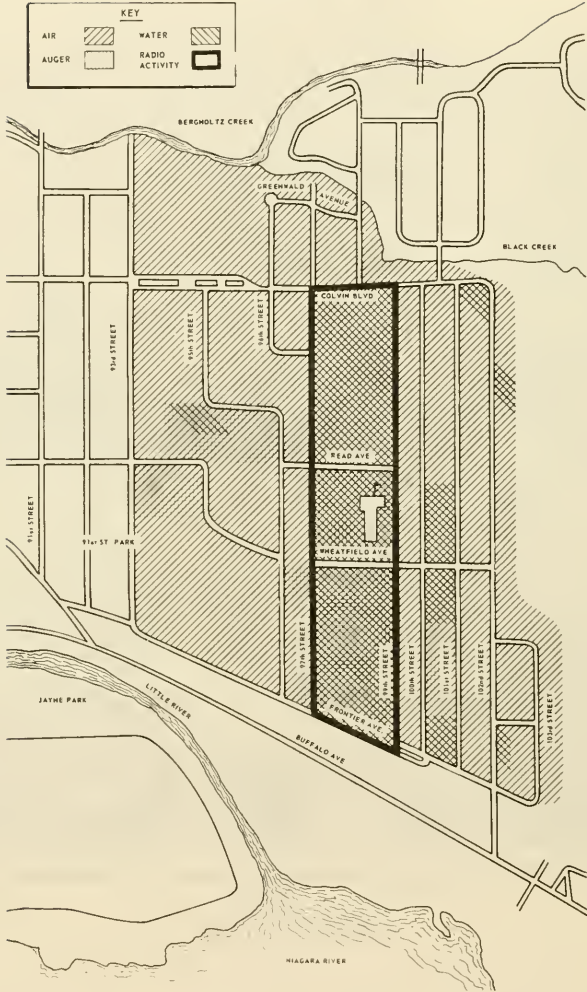 KEY
AIR
WATER
AUGER
RADIO
ACTIVITY
BERGHOLTZ CREEK
GREENWALD
AVENUE
BLACK CREEK
COLVIN BLVD
93rd STREET
95th STREET
96th STREET
READ AVE
91st STREET
91st ST. PARK
WHEATFIELD AVE
97th STREET
99th STREET
100th STREET
101st STREET
102nd STREET
103rd STREET
FRONTIER AVE
JAYNE PARK
LITTLE RIVER
BUFFALO AVE
NIAGARA RIVER